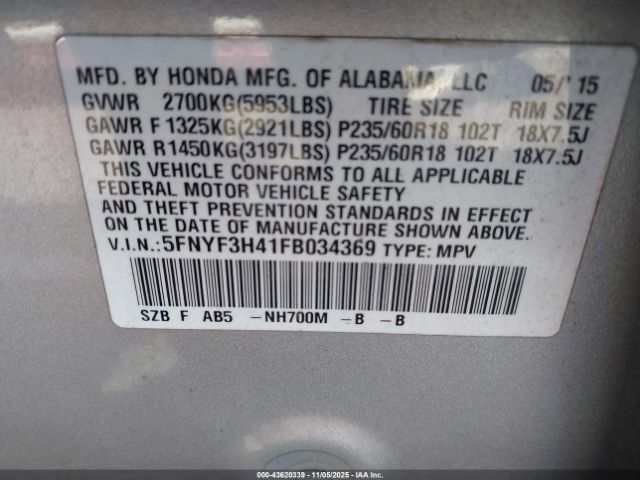 MFD. BY HONDA MFG. OF ALABAMA, LLC 05/'15
GVWR 2700KG(5953LBS) TIRE SIZE RIM SIZE
GAWR F 1325KG(2921LBS) P235/60R18 102T 18X7.5J
GAWR R1450KG(3197LBS) P235/60R18 102T 18X7.5J
THIS VEHICLE CONFORMS TO ALL APPLICABLE
FEDERAL MOTOR VEHICLE SAFETY
AND THEFT PREVENTION STANDARDS IN EFFECT
ON THE DATE OF MANUFACTURE SHOWN ABOVE.
V.I.N.:5FNYF3H41FB034369 TYPE: MPV
SZB F AB5 -NH700M -B -B
00-43620339 - 11/05/2025 - IAAI.com